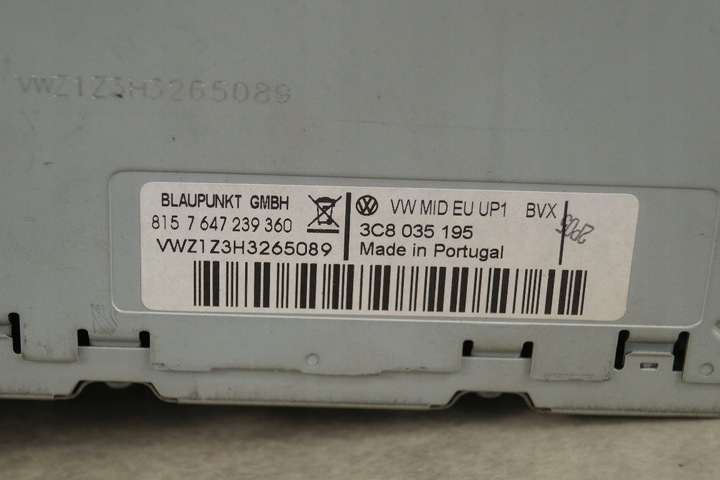 VWZ1Z3H3265089
BLAUPUNKT GMBH
815 7 647 239 360
VWZ1Z3H3265089
VW MID EU UP1 BVX
3C8 035 195
Made in Portugal